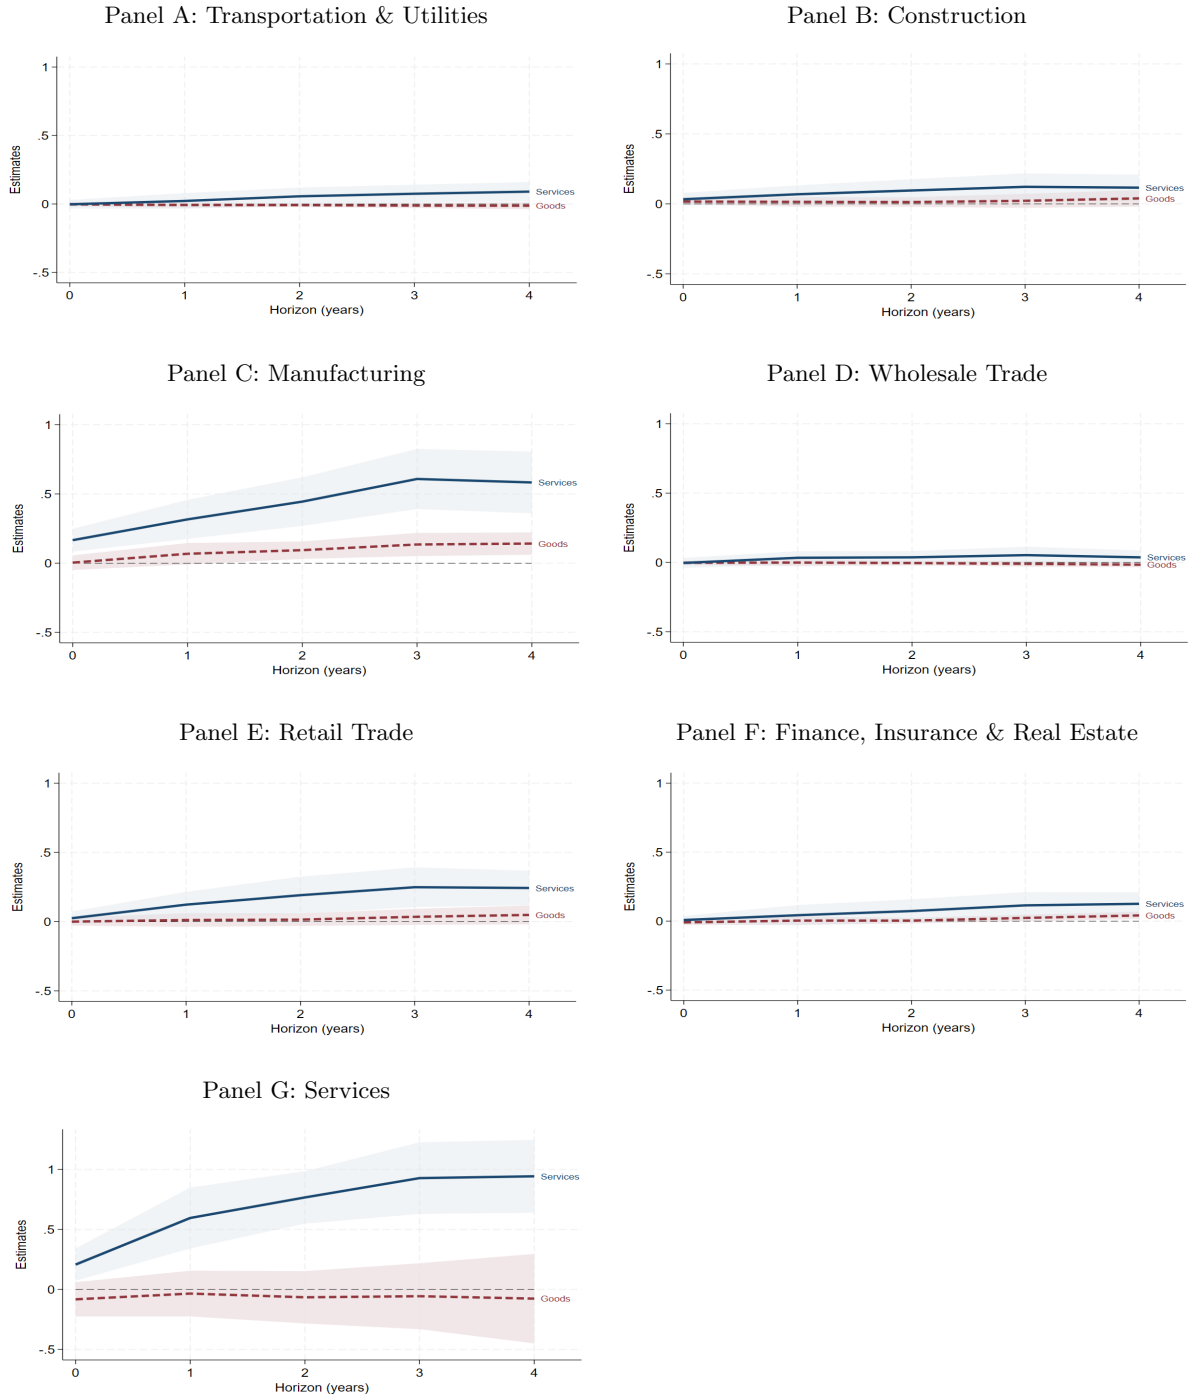 Panel A: Transportation & Utilities
1
.5
0
-.5
Estimates
Services
Goods
0 1 2 3 4
Horizon (years)
Panel B: Construction
1
.5
0
-.5
Estimates
Services
Goods
0 1 2 3 4
Horizon (years)
Panel C: Manufacturing
1
.5
0
-.5
Estimates
Services
Goods
0 1 2 3 4
Horizon (years)
Panel D: Wholesale Trade
1
.5
0
-.5
Estimates
Services
Goods
0 1 2 3 4
Horizon (years)
Panel E: Retail Trade
1
.5
0
-.5
Estimates
Services
Goods
0 1 2 3 4
Horizon (years)
Panel F: Finance, Insurance & Real Estate
1
.5
0
-.5
Estimates
Services
Goods
0 1 2 3 4
Horizon (years)
Panel G: Services
1
.5
0
-.5
Estimates
Services
Goods
0 1 2 3 4
Horizon (years)